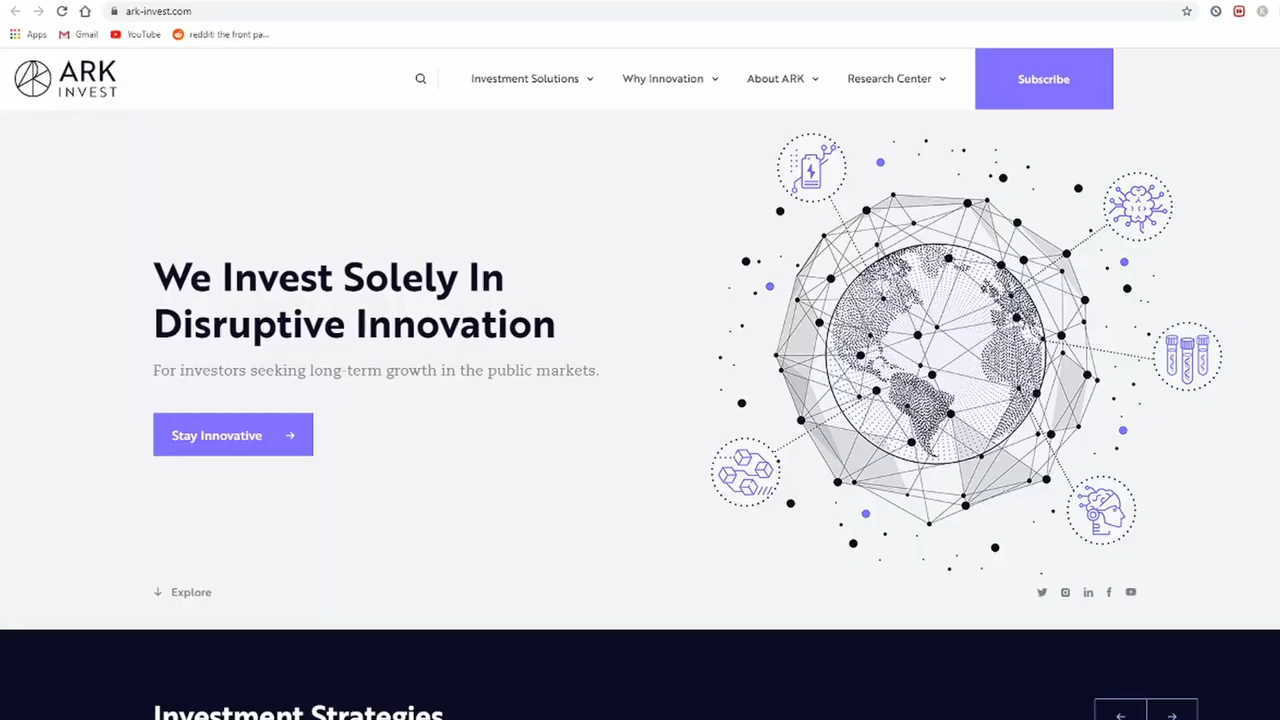 ark-invest.com
Apps Gmail YouTube reddit: the front pa...
ARK
INVEST
Investment Solutions Why Innovation About ARK Research Center Subscribe
We Invest Solely In
Disruptive Innovation
For investors seeking long-term growth in the public markets.
Stay Innovative
Explore
Investment Strategies